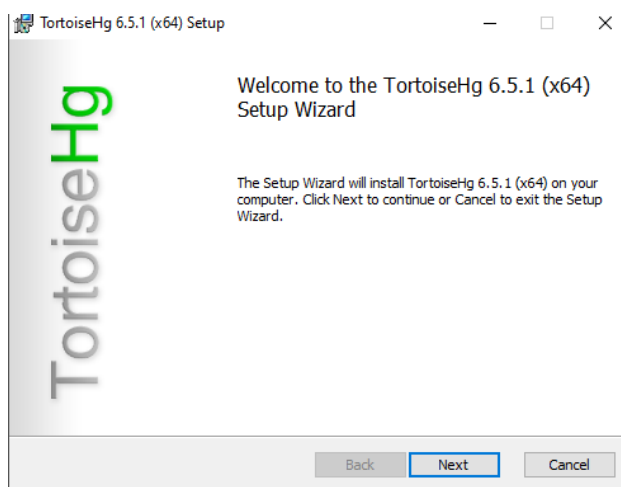 TortoiseHg 6.5.1 (x64) Setup
TortoiseHg
Welcome to the TortoiseHg 6.5.1 (x64)
Setup Wizard
The Setup Wizard will install TortoiseHg 6.5.1 (x64) on your
computer. Click Next to continue or Cancel to exit the Setup
Wizard.
Back Next Cancel